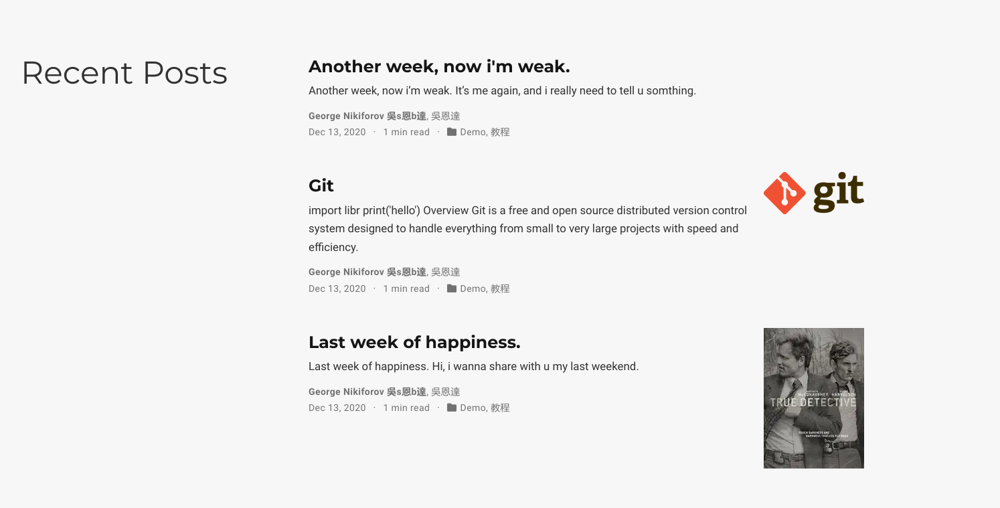 Recent Posts
Another week, now i'm weak.
Another week, now i’m weak. It’s me again, and i really need to tell u somthing.
George Nikiforov 吳s恩b達, 吳恩達
Dec 13, 2020 · 1 min read · Demo, 教程
Git
git
import libr print('hello') Overview Git is a free and open source distributed version control
system designed to handle everything from small to very large projects with speed and
efficiency.
George Nikiforov 吳s恩b達, 吳恩達
Dec 13, 2020 · 1 min read · Demo, 教程
Last week of happiness.
Last week of happiness. Hi, i wanna share with u my last weekend.
George Nikiforov 吳s恩b達, 吳恩達
Dec 13, 2020 · 1 min read · Demo, 教程
McCONAUGHEY HARRELSON
TRUE DETECTIVE
TOUCH DARKNESS AND
DARKNESS TOUCHES YOU BACK